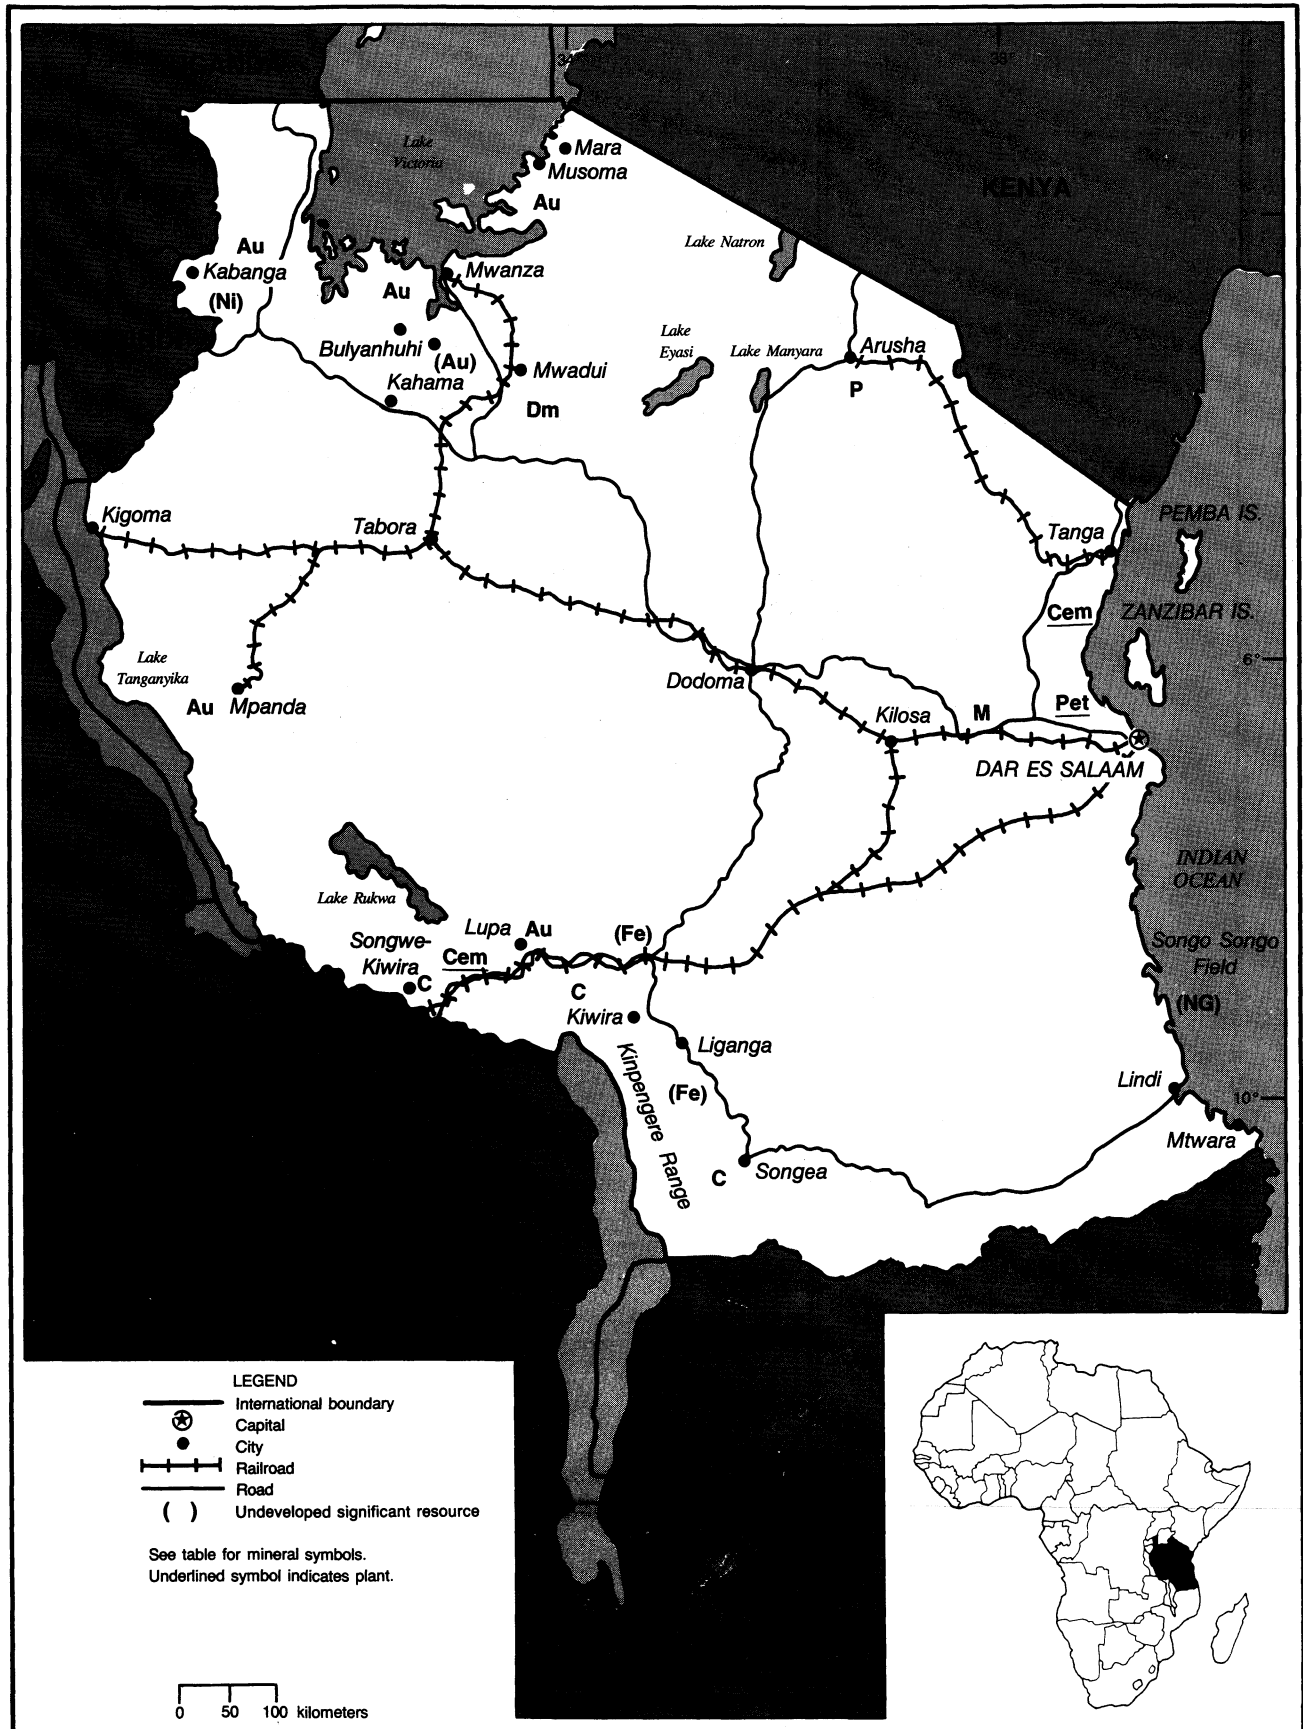 34°
38°
Lake
Victoria
Mara
Musoma
Au
KENYA
Lake Natron
Au
Kabanga
(Ni)
Mwanza
Au
Lake
Eyasi
Lake Manyara
Arusha
Bulyanhuhi
(Au)
Kahama
Mwadui
Dm
P
Kigoma
Tabora
Tanga
PEMBA IS.
Cem
ZANZIBAR IS.
Lake
Tanganyika
6°
Au
Mpanda
Dodoma
Kilosa
M
Pet
DAR ES SALAAM
INDIAN
OCEAN
Lake Rukwa
Lupa
Au
(Fe)
Songwe-
Kiwira
C
Cem
Songo Songo
Field
(NG)
C
Kiwira
Liganga
Kinpengere Range
(Fe)
Lindi
10°
Mtwara
C
Songea
LEGEND
International boundary
Capital
City
Railroad
Road
( ) Undeveloped significant resource
See table for mineral symbols.
Underlined symbol indicates plant.
0 50 100 kilometers